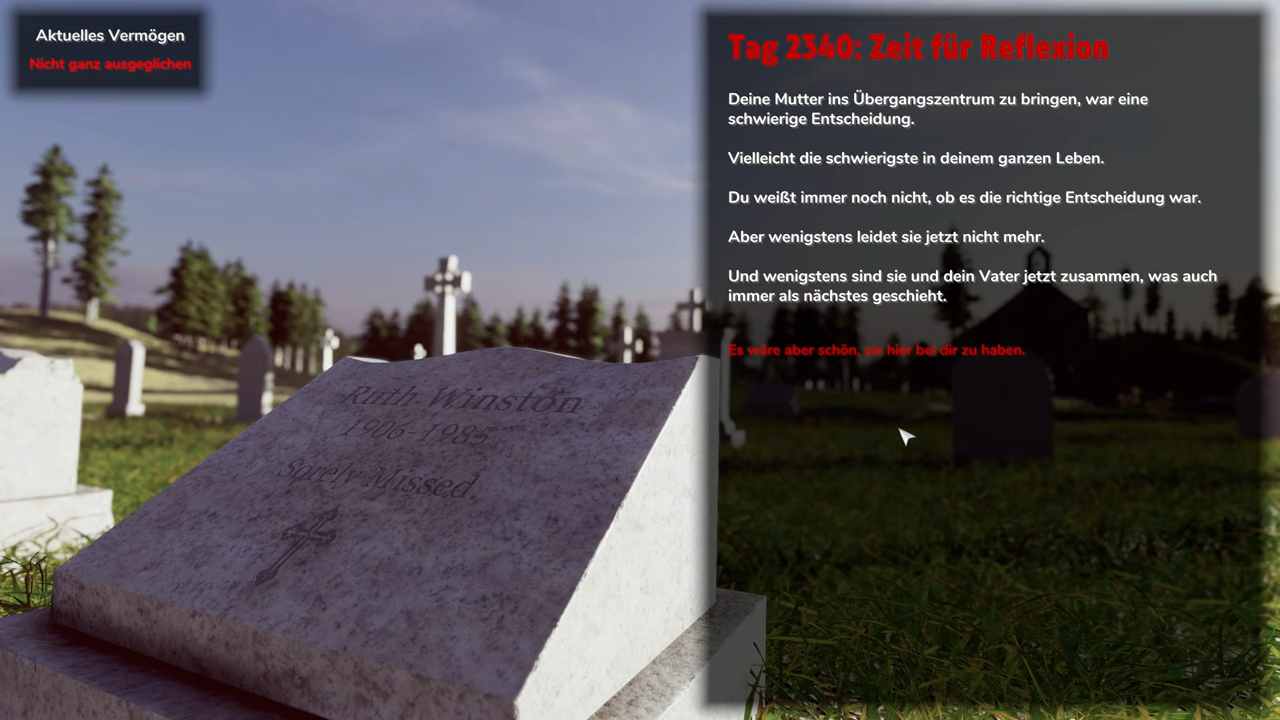 Aktuelles Vermögen
Nicht ganz ausgeglichen
Tag 2340: Zeit für Reflexion
Deine Mutter ins Übergangszentrum zu bringen, war eine
schwierige Entscheidung.
Vielleicht die schwierigste in deinem ganzen Leben.
Du weißt immer noch nicht, ob es die richtige Entscheidung war.
Aber wenigstens leidet sie jetzt nicht mehr.
Und wenigstens sind sie und dein Vater jetzt zusammen, was auch
immer als nächstes geschieht.
Es wäre aber schön, sie hier bei dir zu haben.
Ruth Winston
1906-1985
Sorely Missed.